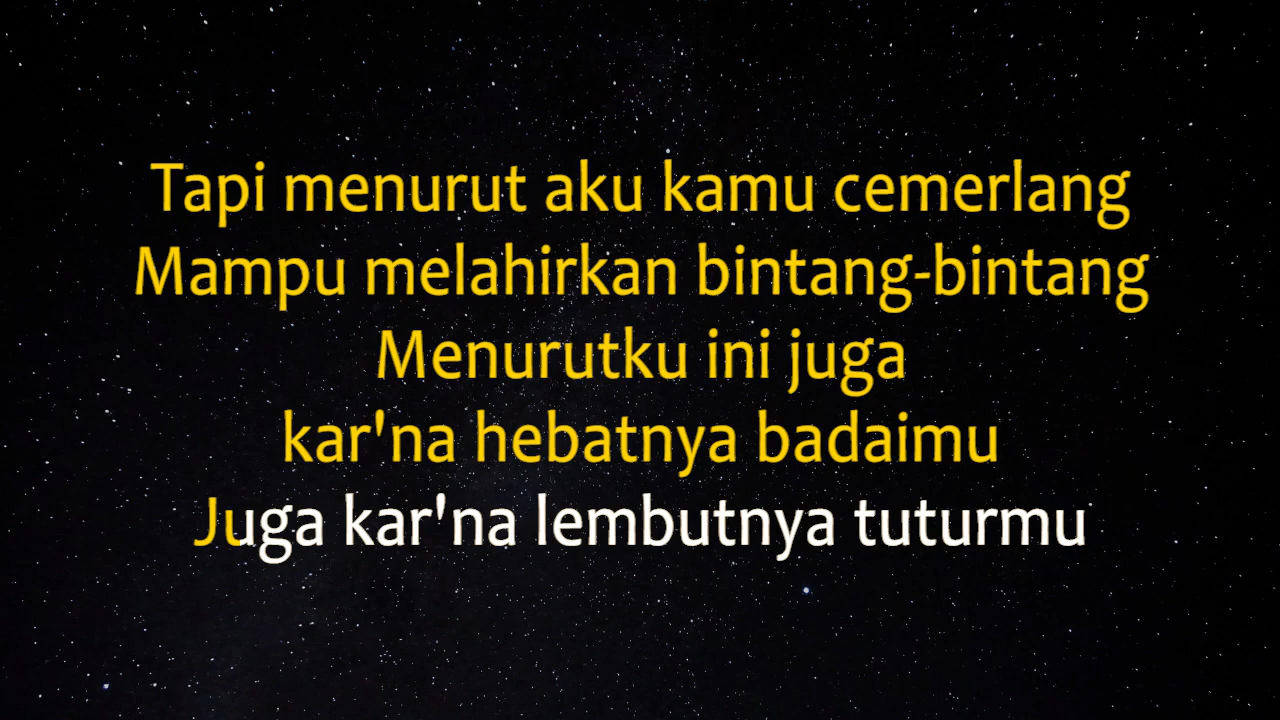 Tapi menurut aku kamu cemerlang
Mampu melahirkan bintang-bintang
Menurutku ini juga
kar'na hebatnya badaimu
Juga kar'na lembutnya tuturmu